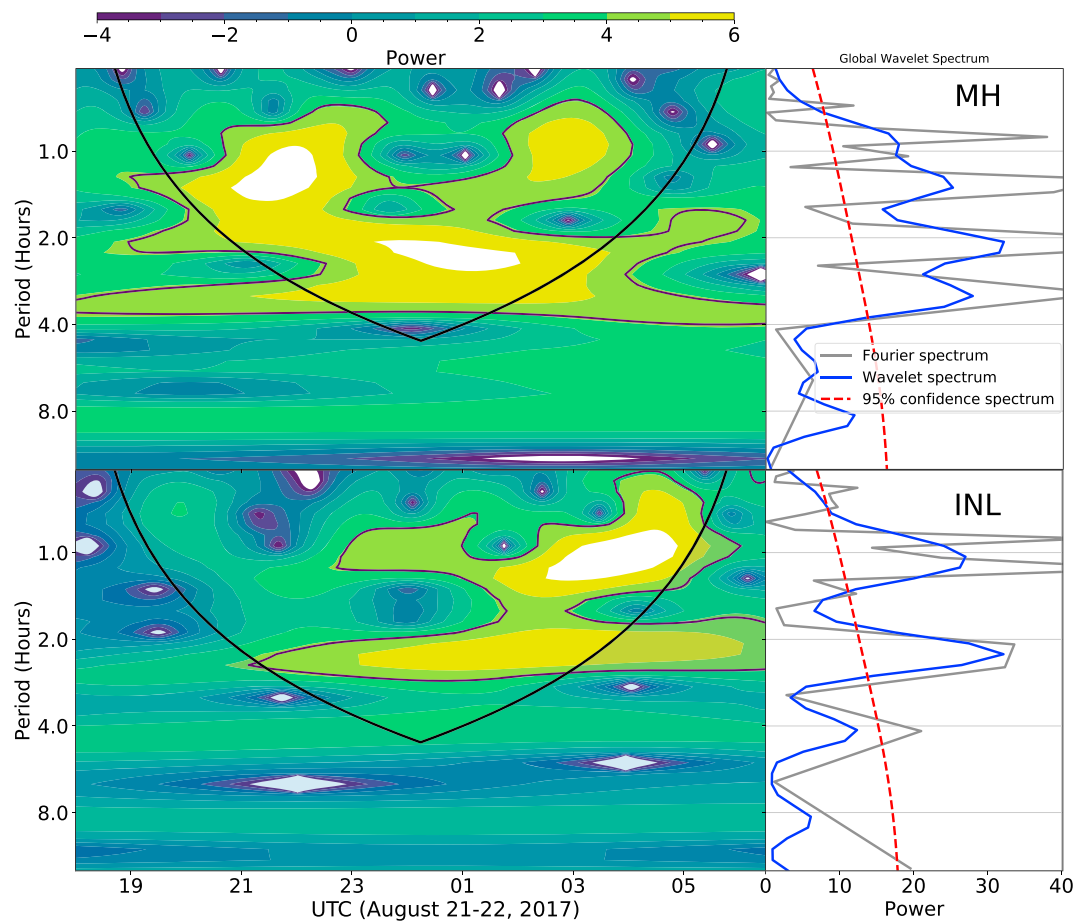 −4 −2 0 2 4 6
Power
Global Wavelet Spectrum
MH
1.0
2.0
4.0
8.0
Period (Hours)
Fourier spectrum
Wavelet spectrum
95% confidence spectrum
INL
1.0
2.0
4.0
8.0
Period (Hours)
19 21 23 01 03 05
UTC (August 21-22, 2017)
0 10 20 30 40
Power